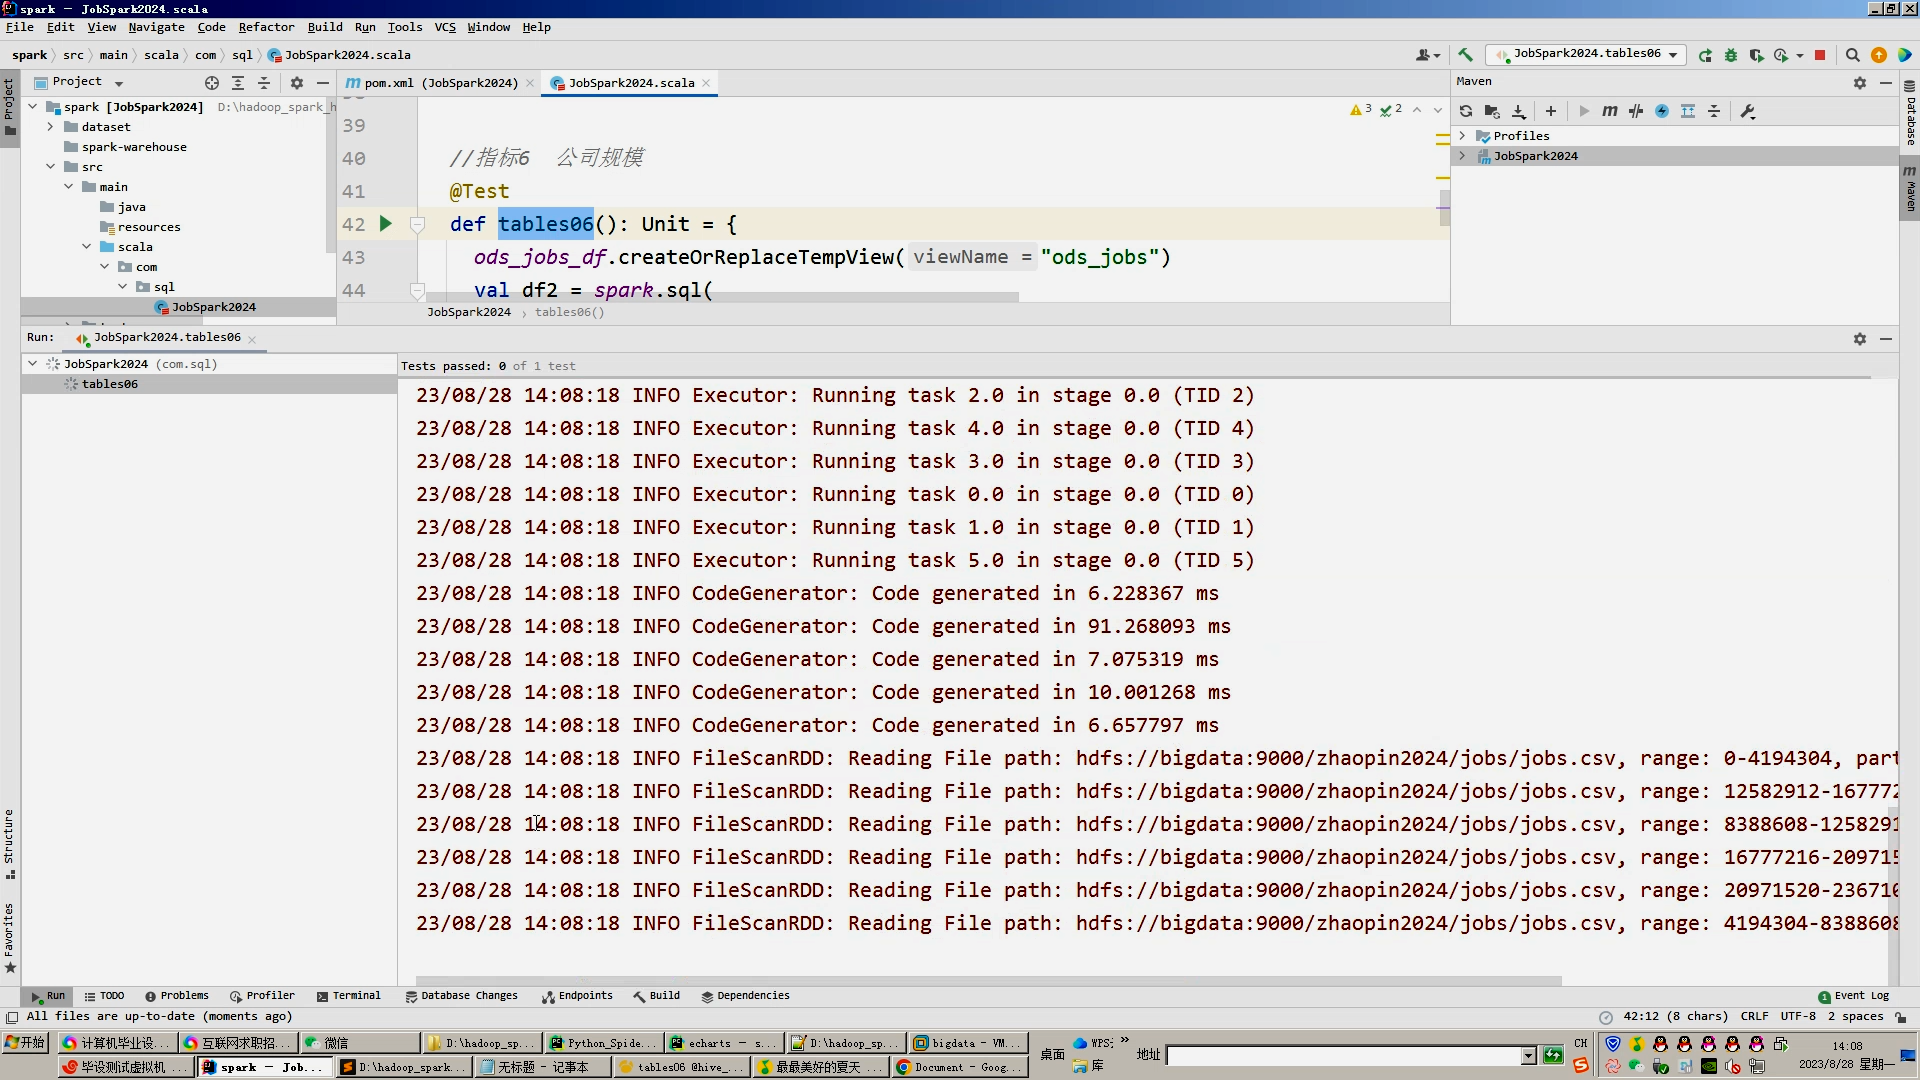 spark – JobSpark2024.scala
File Edit View Navigate Code Refactor Build Run Tools VCS Window Help
spark src main scala com sql JobSpark2024.scala
JobSpark2024.tables06
Project
pom.xml (JobSpark2024)
JobSpark2024.scala
Maven
spark [JobSpark2024] D:\hadoop_spark_h
dataset
spark-warehouse
src
main
java
resources
scala
com
sql
JobSpark2024
3 2
39
40 //指标6 公司规模
41 @Test
42 def tables06(): Unit = {
43 ods_jobs_df.createOrReplaceTempView( viewName = "ods_jobs")
44 val df2 = spark.sql(
JobSpark2024 › tables06()
Profiles
JobSpark2024
Project
Database
Maven
Structure
Favorites
Run: JobSpark2024.tables06
JobSpark2024 (com.sql)
tables06
Tests passed: 0 of 1 test
23/08/28 14:08:18 INFO Executor: Running task 2.0 in stage 0.0 (TID 2)
23/08/28 14:08:18 INFO Executor: Running task 4.0 in stage 0.0 (TID 4)
23/08/28 14:08:18 INFO Executor: Running task 3.0 in stage 0.0 (TID 3)
23/08/28 14:08:18 INFO Executor: Running task 0.0 in stage 0.0 (TID 0)
23/08/28 14:08:18 INFO Executor: Running task 1.0 in stage 0.0 (TID 1)
23/08/28 14:08:18 INFO Executor: Running task 5.0 in stage 0.0 (TID 5)
23/08/28 14:08:18 INFO CodeGenerator: Code generated in 6.228367 ms
23/08/28 14:08:18 INFO CodeGenerator: Code generated in 91.268093 ms
23/08/28 14:08:18 INFO CodeGenerator: Code generated in 7.075319 ms
23/08/28 14:08:18 INFO CodeGenerator: Code generated in 10.001268 ms
23/08/28 14:08:18 INFO CodeGenerator: Code generated in 6.657797 ms
23/08/28 14:08:18 INFO FileScanRDD: Reading File path: hdfs://bigdata:9000/zhaopin2024/jobs/jobs.csv, range: 0-4194304, part
23/08/28 14:08:18 INFO FileScanRDD: Reading File path: hdfs://bigdata:9000/zhaopin2024/jobs/jobs.csv, range: 12582912-167772
23/08/28 14:08:18 INFO FileScanRDD: Reading File path: hdfs://bigdata:9000/zhaopin2024/jobs/jobs.csv, range: 8388608-1258291
23/08/28 14:08:18 INFO FileScanRDD: Reading File path: hdfs://bigdata:9000/zhaopin2024/jobs/jobs.csv, range: 16777216-209715
23/08/28 14:08:18 INFO FileScanRDD: Reading File path: hdfs://bigdata:9000/zhaopin2024/jobs/jobs.csv, range: 20971520-236710
23/08/28 14:08:18 INFO FileScanRDD: Reading File path: hdfs://bigdata:9000/zhaopin2024/jobs/jobs.csv, range: 4194304-8388608
Run TODO Problems Profiler Terminal Database Changes Endpoints Build Dependencies 1 Event Log
All files are up-to-date (moments ago) 42:12 (8 chars) CRLF UTF-8 2 spaces
开始 计算机毕业设... 互联网求职招... 微信 D:\hadoop_sp... Python_Spide... echarts – s... D:\hadoop_sp... bigdata - VM... 桌面 WPS 地址 CH 14:08
毕设测试虚拟机 ... spark – Job... D:\hadoop_spark... 无标题 - 记事本 tables06 @hive_... 最最美好的夏天 ... Document - Goog... 库 2023/8/28 星期一